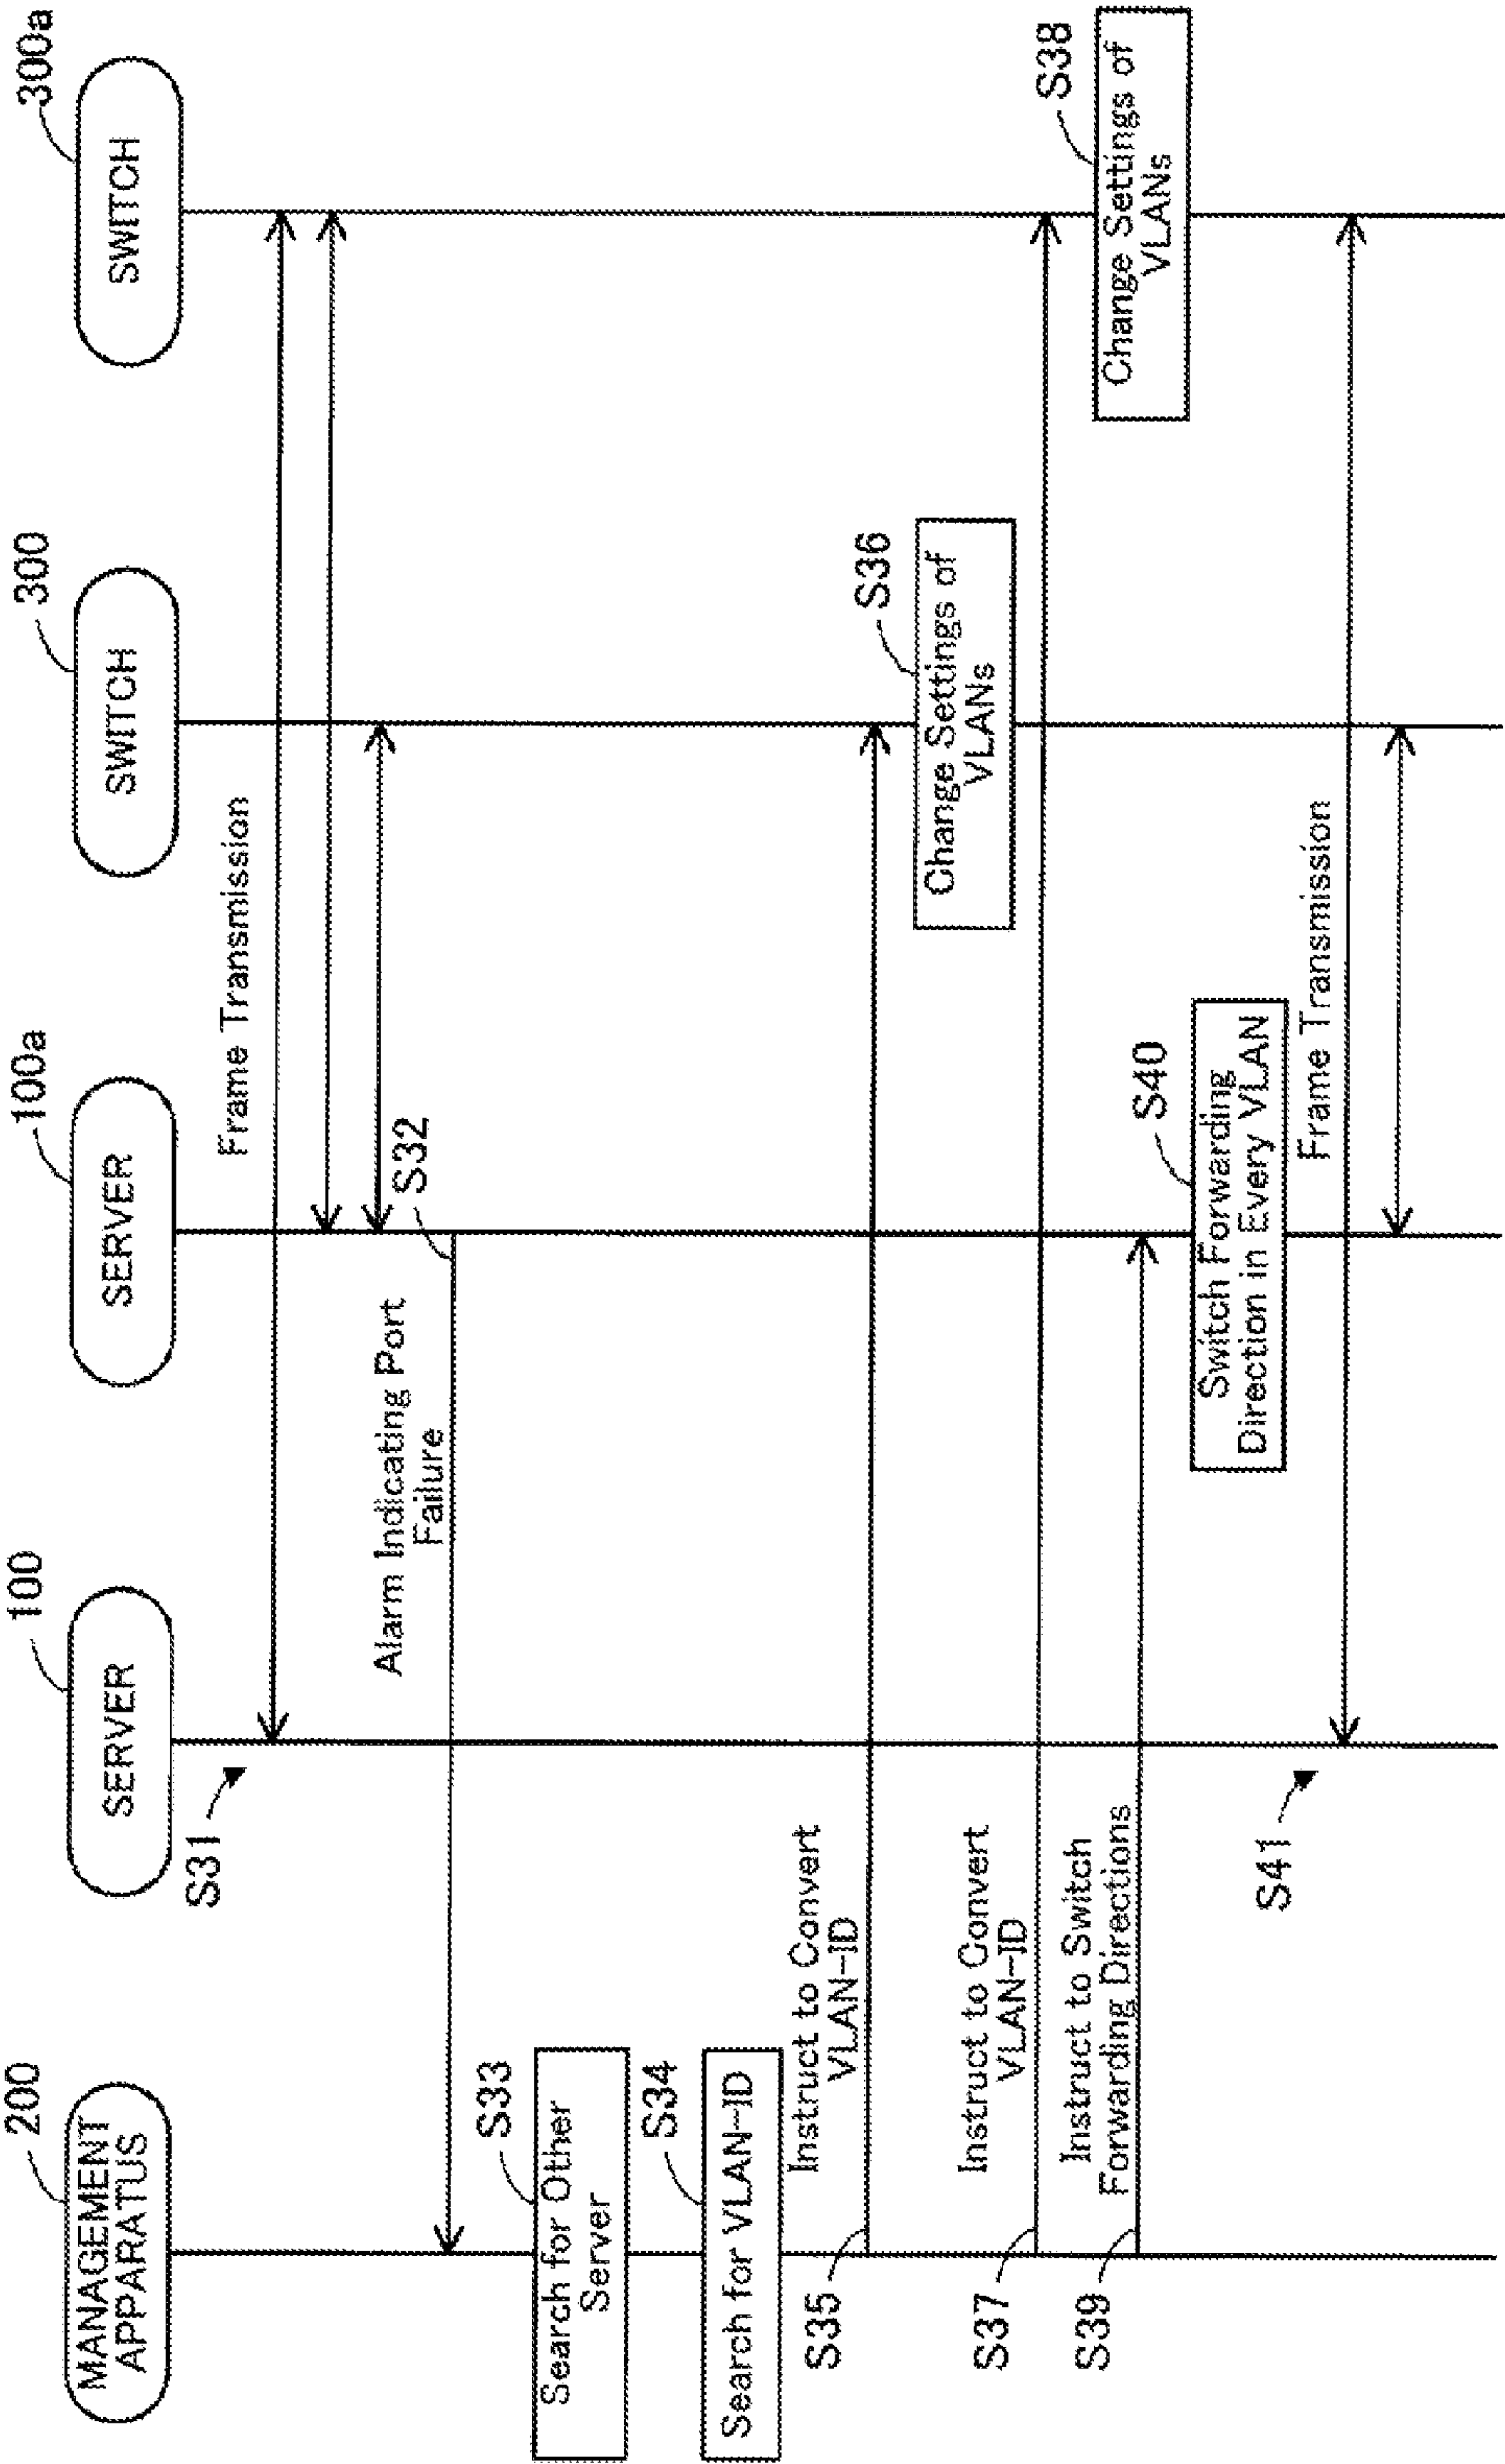 200
MANAGEMENT
APPARATUS
100
SERVER
100a
SERVER
300
SWITCH
300a
SWITCH
S31
Frame Transmission
Alarm Indicating Port
Failure
S32
S33
Search for Other
Server
S34
Search for VLAN-ID
S35
Instruct to Convert
VLAN-ID
S36
Change Settings of
VLANs
S37
Instruct to Convert
VLAN-ID
S38
Change Settings of
VLANs
S39
Instruct to Switch
Forwarding Directions
S40
Switch Forwarding
Direction in Every VLAN
S41
Frame Transmission